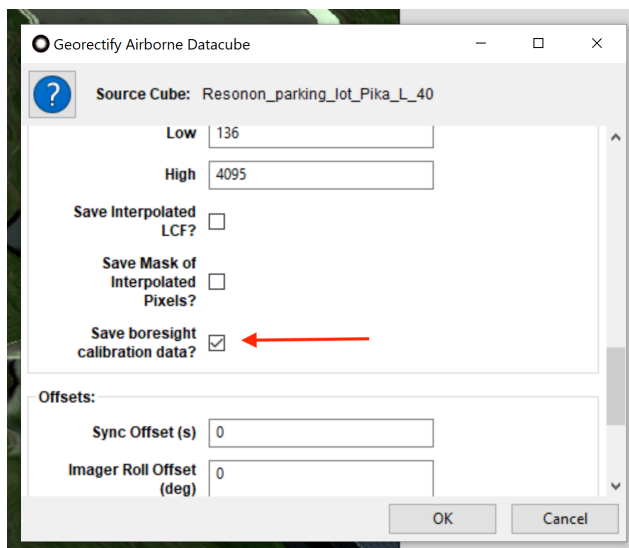 Georectify Airborne Datacube
Source Cube: Resonon_parking_lot_Pika_L_40
Low 136
High 4095
Save Interpolated
LCF?
Save Mask of
Interpolated
Pixels?
Save boresight
calibration data?
Offsets:
Sync Offset (s) 0
Imager Roll Offset 0
(deg)
OK Cancel